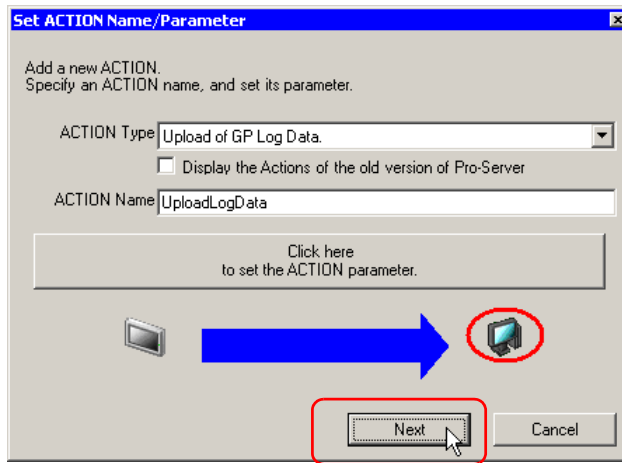 Set ACTION Name/Parameter
Add a new ACTION.
Specify an ACTION name, and set its parameter.
ACTION Type Upload of GP Log Data.
Display the Actions of the old version of Pro-Server
ACTION Name UploadLogData
Click here
to set the ACTION parameter.
Next Cancel